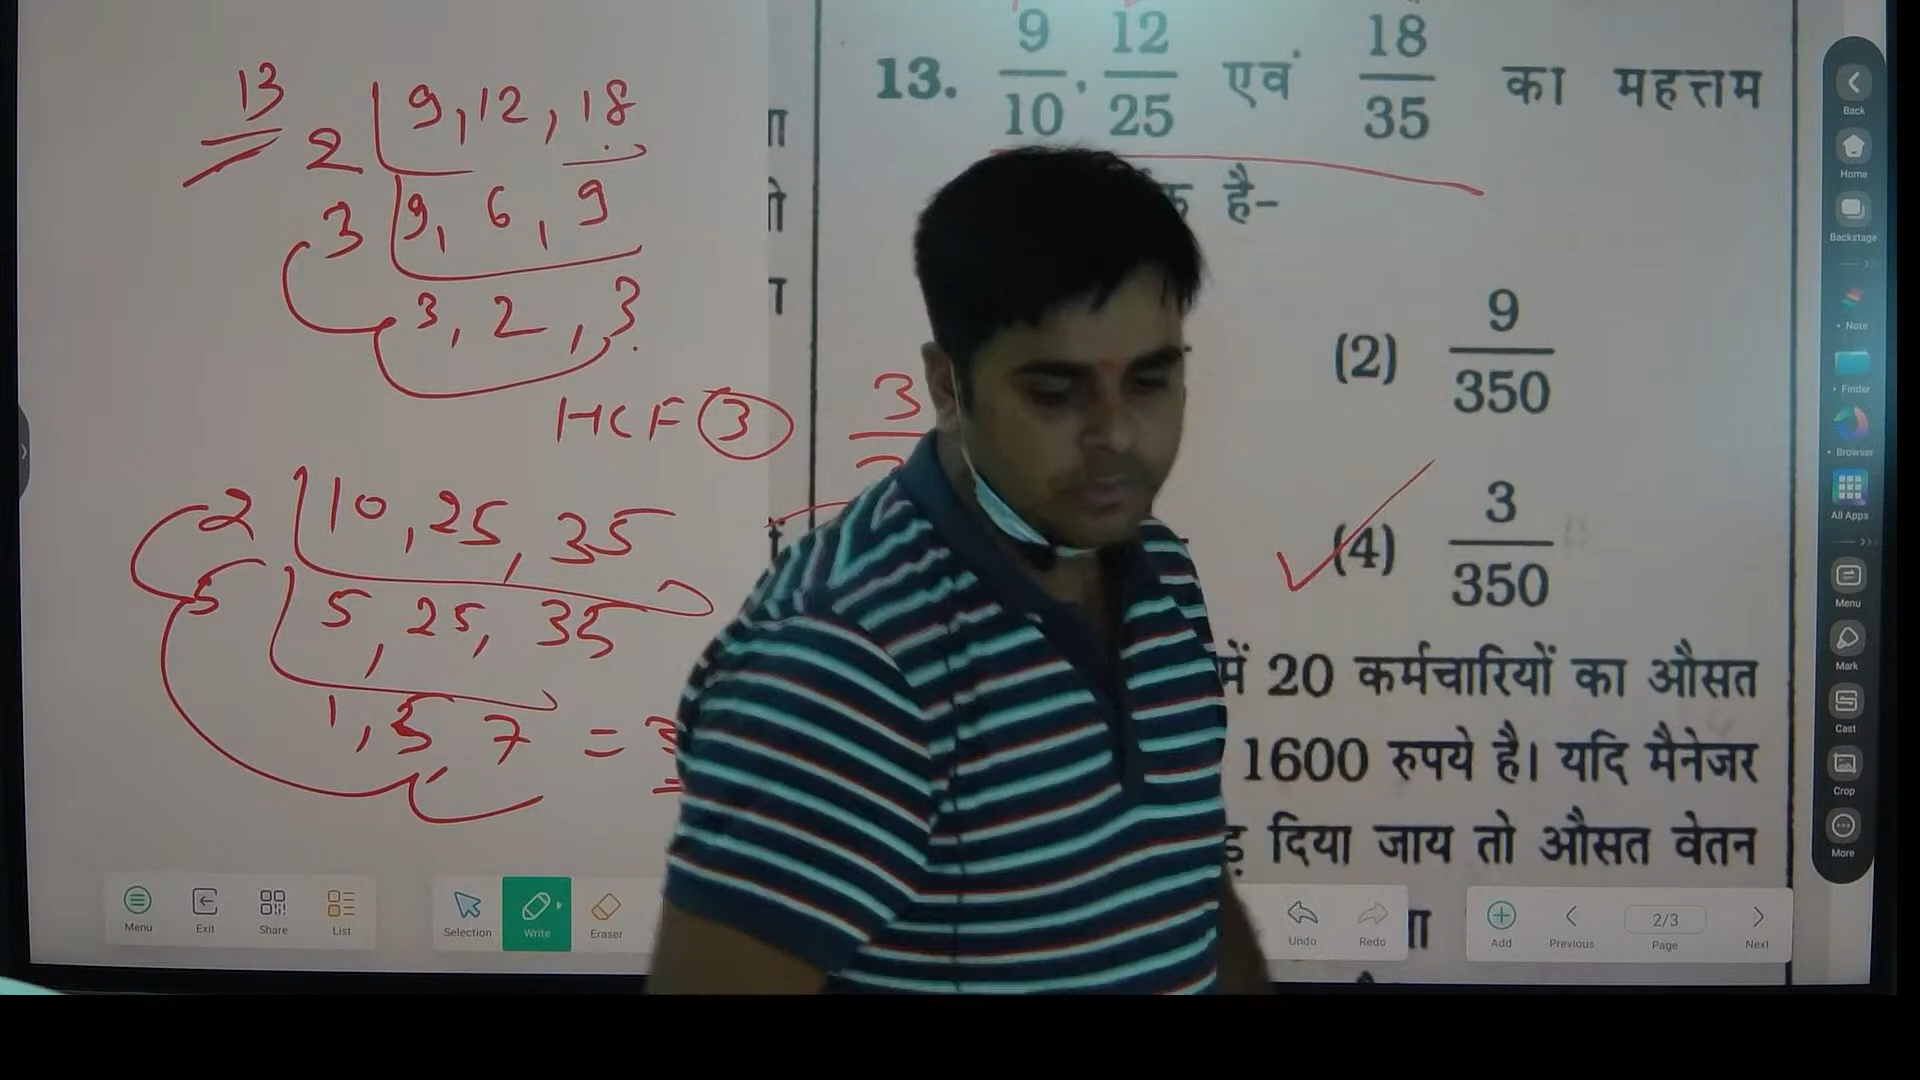 13
2 | 9, 12, 18
3 | 9, 6, 9
3, 2, 3
HCF 3
3
2 | 10, 25, 35
5 | 5, 25, 35
1, 5, 7 = 3
13. 9/10, 12/25 एवं 18/35 का महत्तम
है-
(2) 9/350
(4) 3/350
में 20 कर्मचारियों का औसत
1600 रुपये है। यदि मैनेजर
दिया जाय तो औसत वेतन
Menu Exit Share List Selection Write Eraser Undo Redo Add Previous 2/3 Page Next
Back
Home
Backstage
Note
Finder
Browser
All Apps
Menu
Mark
Cast
Crop
More